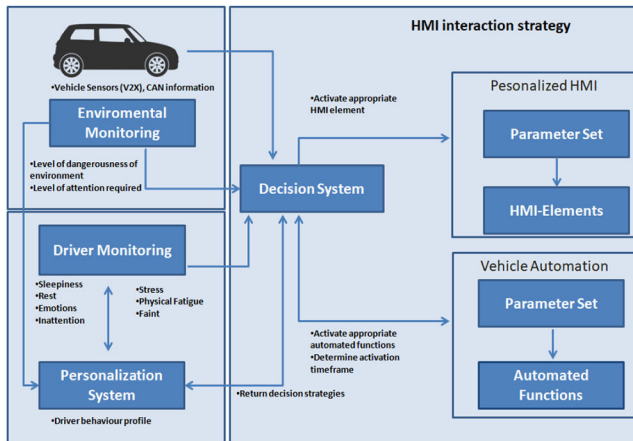 HMI interaction strategy
•Vehicle Sensors (V2X), CAN information
Enviromental
Monitoring
•Level of dangerousness of
environment
•Level of attention required
Driver Monitoring
•Sleepiness
•Rest
•Emotions
•Inattention
•Stress
•Physical Fatigue
•Faint
Personalization
System
•Driver behaviour profile
•Activate appropriate
HMI element
Decision System
•Activate appropriate
automated functions
•Determine activation
timeframe
•Return decision strategies
Pesonalized HMI
Parameter Set
HMI-Elements
Vehicle Automation
Parameter Set
Automated
Functions